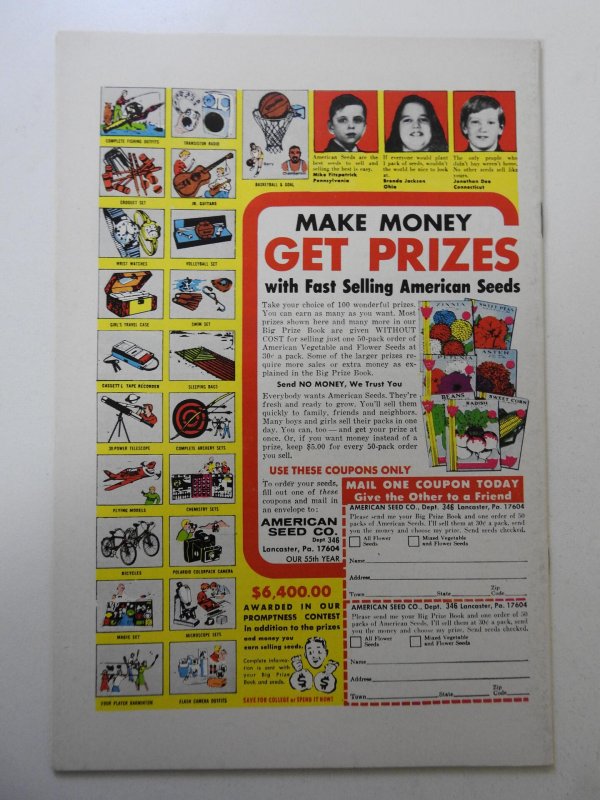 COMPLETE FISHING OUTFITS
TRANSISTOR RADIO
CROQUET SET
JR. GUITARS
WRIST WATCHES
VOLLEYBALL SET
GIRL'S TRAVEL CASE
SWIM SET
CASSETTE TAPE RECORDER
SLEEPING BAGS
30 POWER TELESCOPE
COMPLETE ARCHERY SETS
FLYING MODELS
CHEMISTRY SETS
BICYCLES
POLAROID COLORPACK CAMERA
MAGIC SET
MICROSCOPE SETS
FOUR PLAYER BADMINTON
FLASH CAMERA OUTFITS
BASKETBALL & GOAL
American Seeds are the
best seeds to sell and
selling the best is easy.
Mike Fitzpatrick
Pennsylvania
If everyone would plant
1 pack of seeds, wouldn't
the world be nice to look
at.
Brenda Jackson
Ohio
The only people who
didn't buy weren't home.
No other seeds sell like
yours.
Jonathan Doe
Connecticut
MAKE MONEY
GET PRIZES
with Fast Selling American Seeds
Take your choice of 100 wonderful prizes.
You can earn as many as you want. Most
prizes shown here and many more in our
Big Prize Book are given WITHOUT
COST for selling just one 50-pack order of
American Vegetable and Flower Seeds at
30¢ a pack. Some of the larger prizes re-
quire more sales or extra money as ex-
plained in the Big Prize Book.
Send NO MONEY, We Trust You
Everybody wants American Seeds. They're
fresh and ready to grow. You'll sell them
quickly to family, friends and neighbors.
Many boys and girls sell their packs in one
day. You can, too — and get your prize at
once. Or, if you want money instead of a
prize, keep $5.00 for every 50-pack order
you sell.
ZINNIA
SWEET PEAS
PETUNIA
ASTER
BEANS
RADISH
SWEET CORN
USE THESE COUPONS ONLY
To order your seeds,
fill out one of these
coupons and mail in
an envelope to:
AMERICAN
SEED CO.
Dept 346
Lancaster, Pa. 17604
OUR 55th YEAR
MAIL ONE COUPON TODAY
Give the Other to a Friend
AMERICAN SEED CO., Dept. 346 Lancaster, Pa. 17604
Please send me your Big Prize Book and one order of 50
packs of American Seeds. I'll sell them at 30¢ a pack, send
you the money and choose my prize. Send seeds checked.
All Flower
Seeds
Mixed Vegetable
and Flower Seeds
Name
Address
Town State Zip Code
AMERICAN SEED CO., Dept. 346 Lancaster, Pa. 17604
Please send me your Big Prize Book and one order of 50
packs of American Seeds. I'll sell them at 30¢ a pack, send
you the money and choose my prize. Send seeds checked.
All Flower
Seeds
Mixed Vegetable
and Flower Seeds
Name
Address
Town State Zip Code
$6,400.00
AWARDED IN OUR
PROMPTNESS CONTEST
in addition to the prizes
and money you
earn selling seeds.
Complete informa-
tion is sent with
your Big Prize
Book and seeds.
$ $
SAVE FOR COLLEGE or SPEND IT NOW!